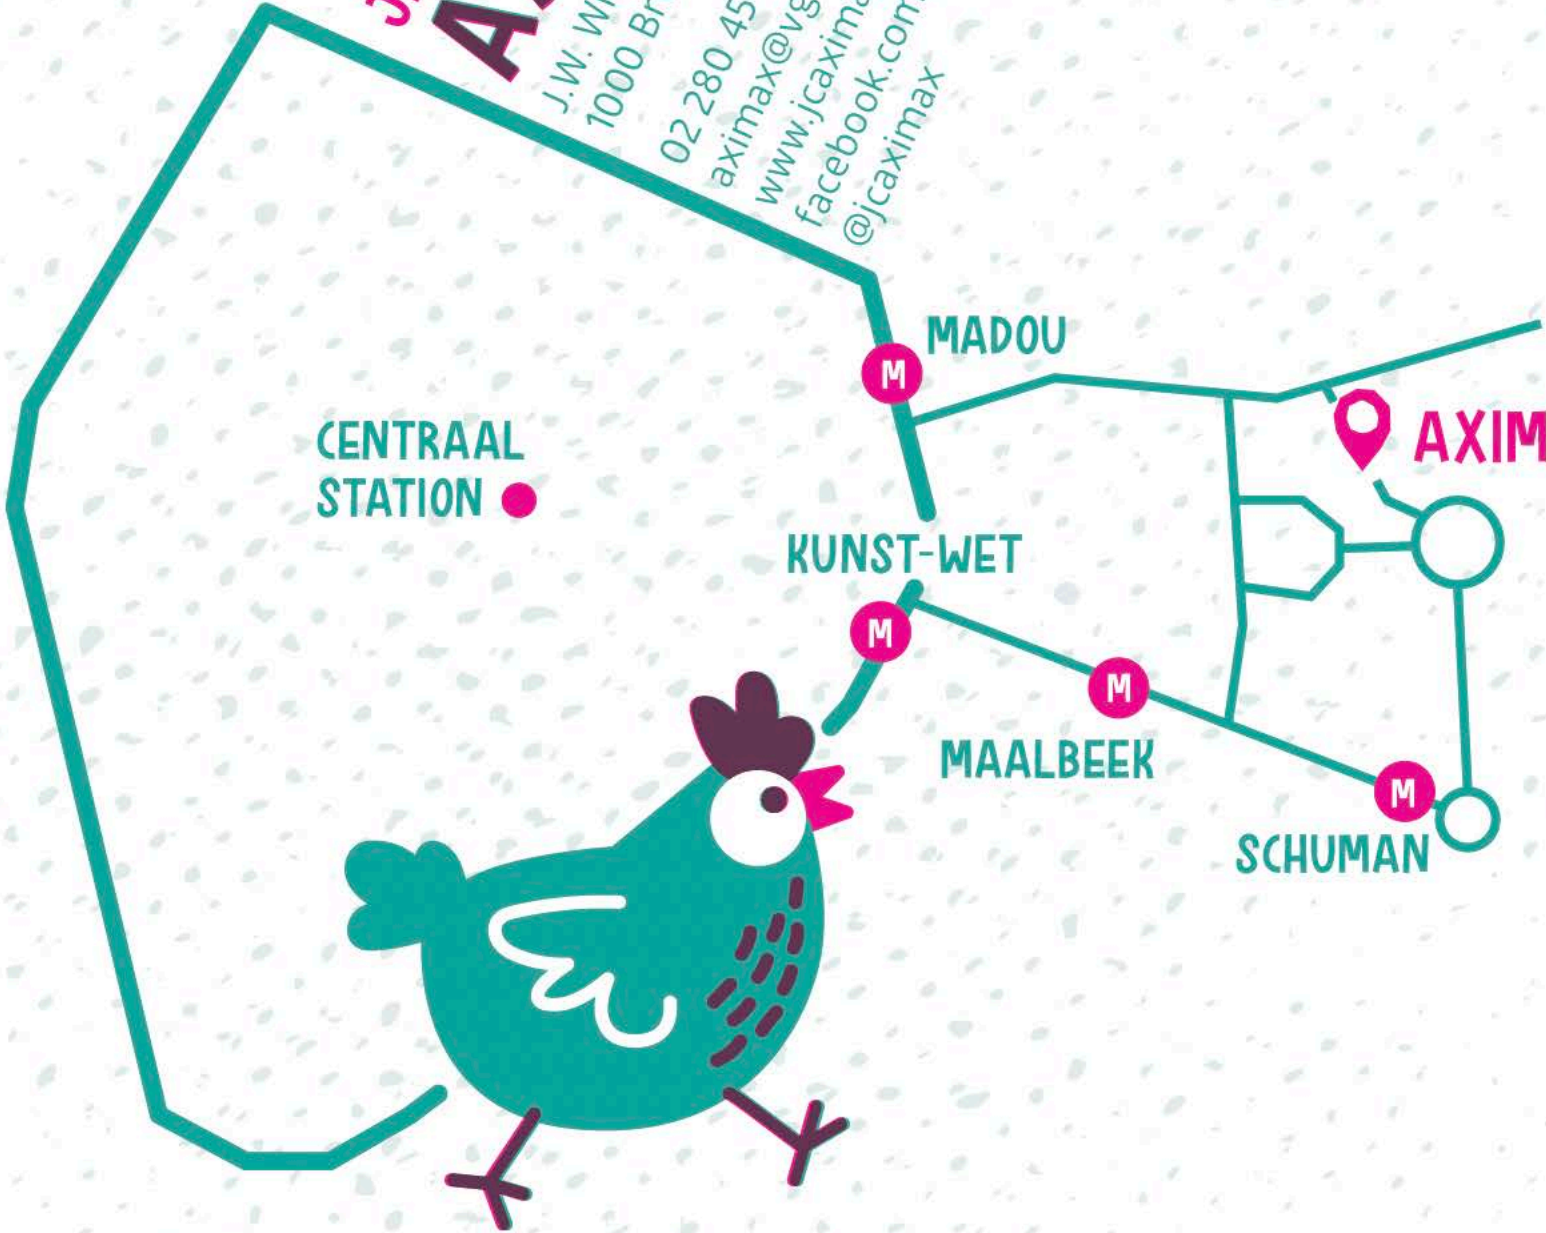 J.W. Wi
1000 Br
02 280 45
aximax@vg
www.jcaxima
facebook.com
@jcaximax
MADOU
M
CENTRAAL
STATION
AXIM
KUNST-WET
M
M
MAALBEEK
M
SCHUMAN